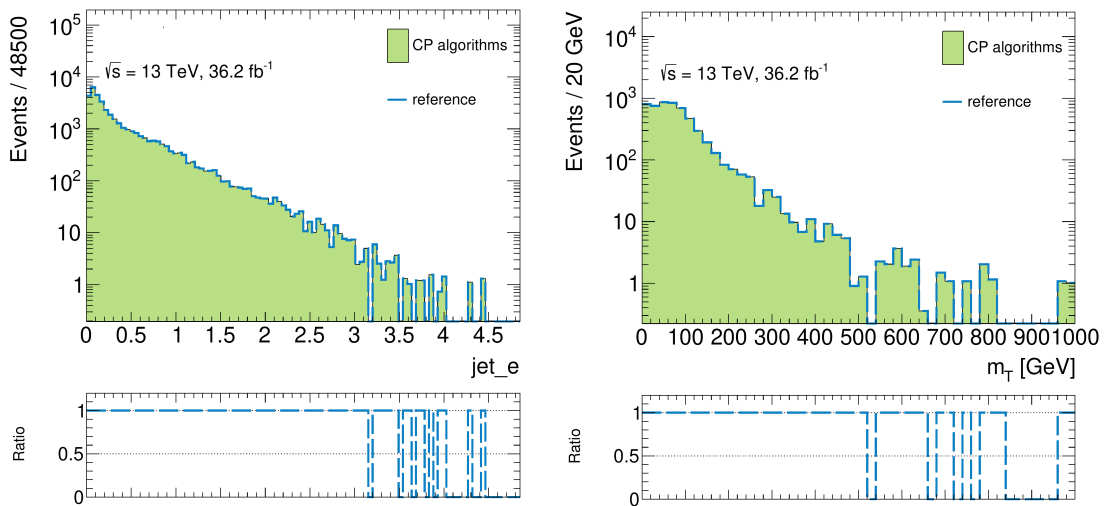 Events / 48500
10⁵
10⁴
10³
10²
10
1
√s = 13 TeV, 36.2 fb⁻¹
CP algorithms
reference
0 0.5 1 1.5 2 2.5 3 3.5 4 4.5
jet_e
Ratio
1
0.5
0
Events / 20 GeV
10⁴
10³
10²
10
1
√s = 13 TeV, 36.2 fb⁻¹
CP algorithms
reference
0 100 200 300 400 500 600 700 800 900 1000
m_T [GeV]
Ratio
1
0.5
0